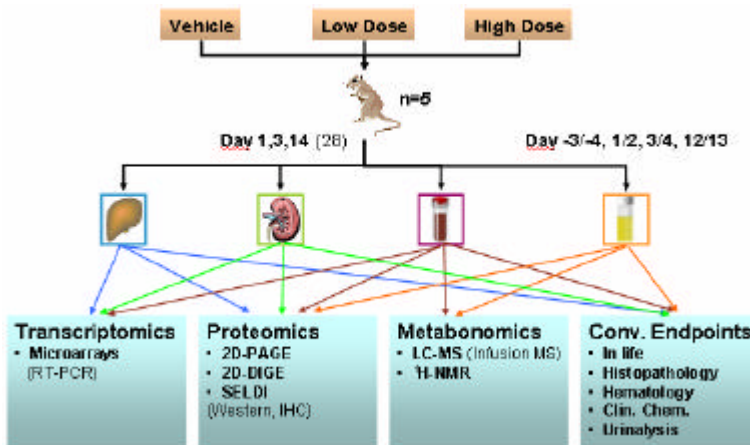 Vehicle
Low Dose
High Dose
n=5
Day 1,3,14 (28)
Day -3/-4, 1/2, 3/4, 12/13
Transcriptomics
• Microarrays
(RT-PCR)
Proteomics
• 2D-PAGE
• 2D-DIGE
• SELDI
(Western, IHC)
Metabonomics
• LC-MS (Infusion MS)
• ¹H-NMR
Conv. Endpoints
• In life
• Histopathology
• Hematology
• Clin. Chem.
• Urinalysis